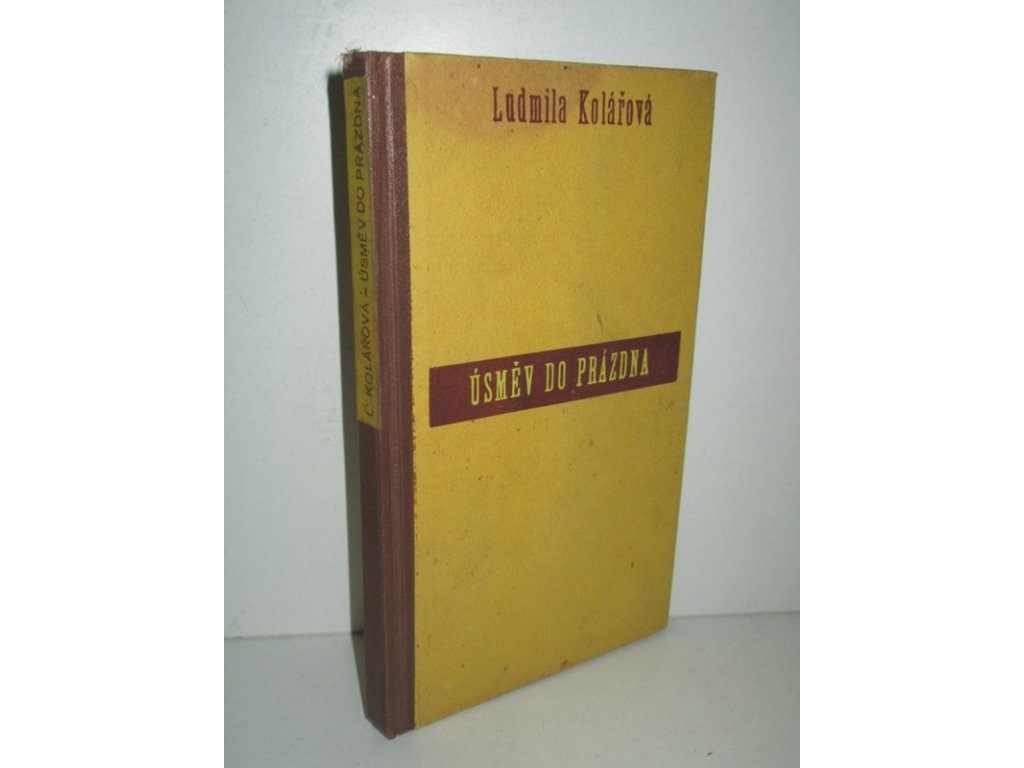 Ludmila Kolářová
ÚSMĚV DO PRÁZDNA
L. KOLÁŘOVÁ – ÚSMĚV DO PRÁZDNA